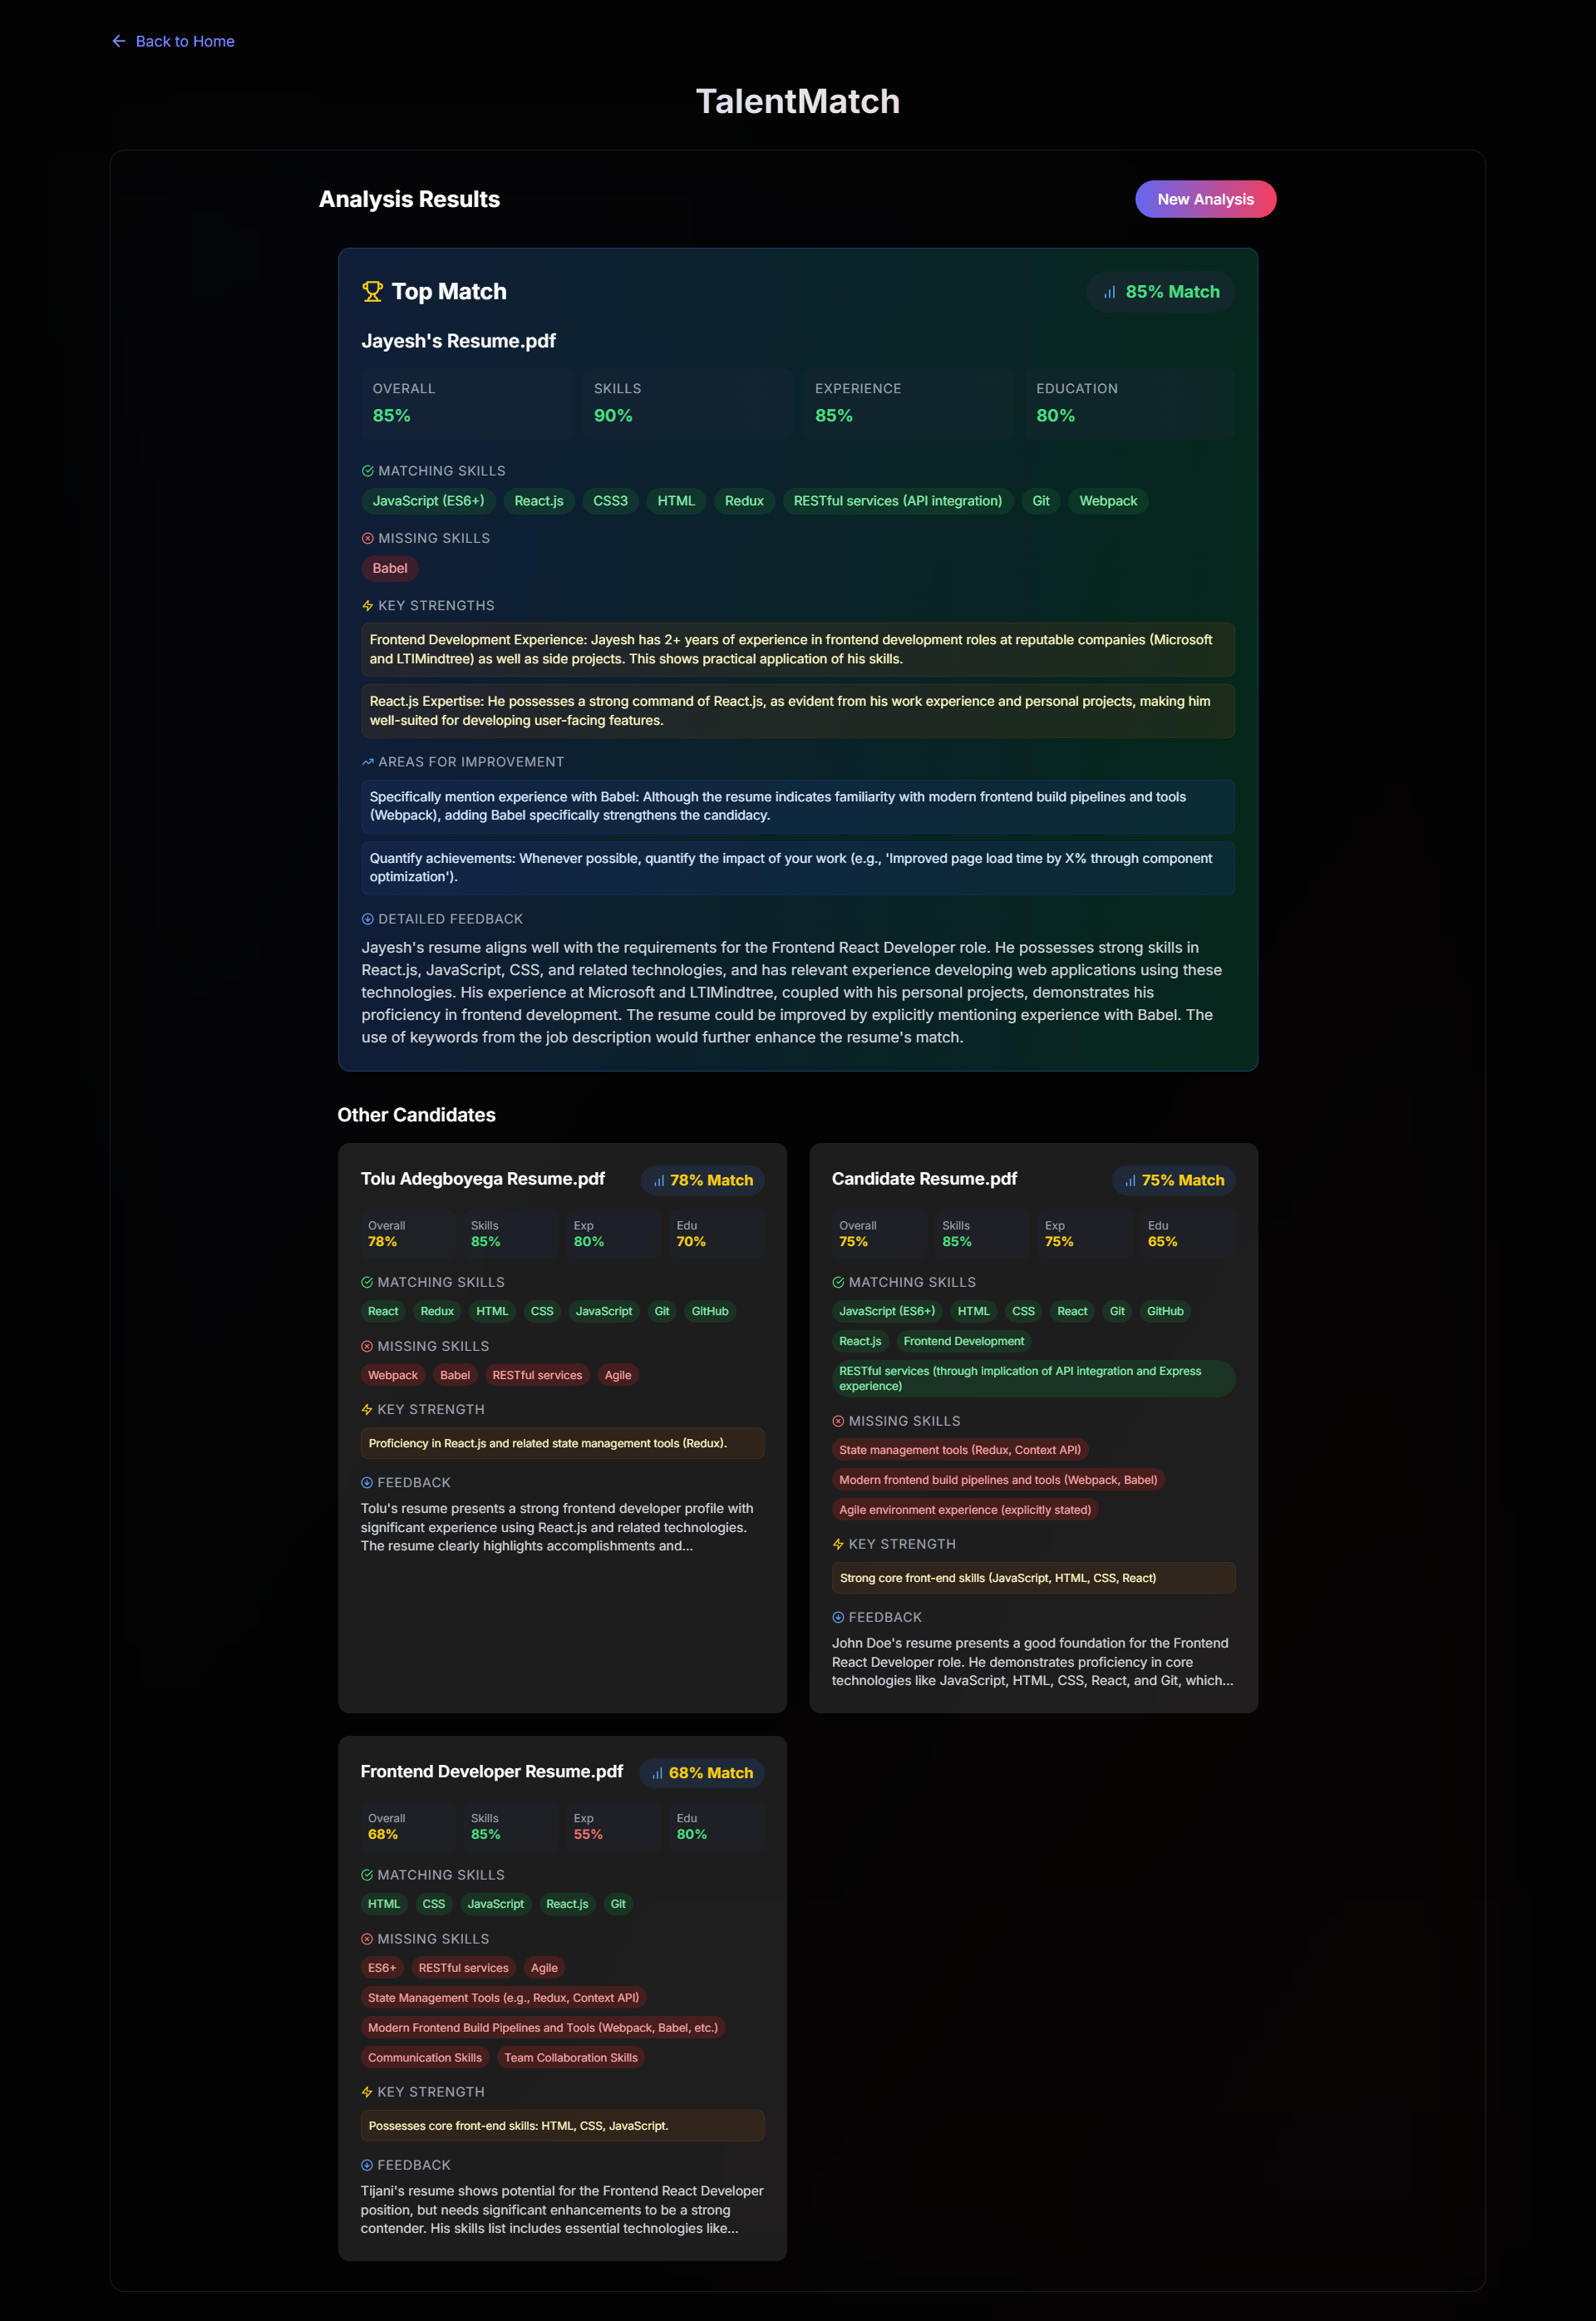 Back to Home
TalentMatch
Analysis Results
New Analysis
Top Match
85% Match
Jayesh's Resume.pdf
OVERALL
85%
SKILLS
90%
EXPERIENCE
85%
EDUCATION
80%
MATCHING SKILLS
JavaScript (ES6+) React.js CSS3 HTML Redux RESTful services (API integration) Git Webpack
MISSING SKILLS
Babel
KEY STRENGTHS
Frontend Development Experience: Jayesh has 2+ years of experience in frontend development roles at reputable companies (Microsoft
and LTIMindtree) as well as side projects. This shows practical application of his skills.
React.js Expertise: He possesses a strong command of React.js, as evident from his work experience and personal projects, making him
well-suited for developing user-facing features.
AREAS FOR IMPROVEMENT
Specifically mention experience with Babel: Although the resume indicates familiarity with modern frontend build pipelines and tools
(Webpack), adding Babel specifically strengthens the candidacy.
Quantify achievements: Whenever possible, quantify the impact of your work (e.g., 'Improved page load time by X% through component
optimization').
DETAILED FEEDBACK
Jayesh's resume aligns well with the requirements for the Frontend React Developer role. He possesses strong skills in
React.js, JavaScript, CSS, and related technologies, and has relevant experience developing web applications using these
technologies. His experience at Microsoft and LTIMindtree, coupled with his personal projects, demonstrates his
proficiency in frontend development. The resume could be improved by explicitly mentioning experience with Babel. The
use of keywords from the job description would further enhance the resume's match.
Other Candidates
Tolu Adegboyega Resume.pdf
78% Match
Overall
78%
Skills
85%
Exp
80%
Edu
70%
MATCHING SKILLS
React Redux HTML CSS JavaScript Git GitHub
MISSING SKILLS
Webpack Babel RESTful services Agile
KEY STRENGTH
Proficiency in React.js and related state management tools (Redux).
FEEDBACK
Tolu's resume presents a strong frontend developer profile with
significant experience using React.js and related technologies.
The resume clearly highlights accomplishments and...
Candidate Resume.pdf
75% Match
Overall
75%
Skills
85%
Exp
75%
Edu
65%
MATCHING SKILLS
JavaScript (ES6+) HTML CSS React Git GitHub
React.js Frontend Development
RESTful services (through implication of API integration and Express
experience)
MISSING SKILLS
State management tools (Redux, Context API)
Modern frontend build pipelines and tools (Webpack, Babel)
Agile environment experience (explicitly stated)
KEY STRENGTH
Strong core front-end skills (JavaScript, HTML, CSS, React)
FEEDBACK
John Doe's resume presents a good foundation for the Frontend
React Developer role. He demonstrates proficiency in core
technologies like JavaScript, HTML, CSS, React, and Git, which...
Frontend Developer Resume.pdf
68% Match
Overall
68%
Skills
85%
Exp
55%
Edu
80%
MATCHING SKILLS
HTML CSS JavaScript React.js Git
MISSING SKILLS
ES6+ RESTful services Agile
State Management Tools (e.g., Redux, Context API)
Modern Frontend Build Pipelines and Tools (Webpack, Babel, etc.)
Communication Skills Team Collaboration Skills
KEY STRENGTH
Possesses core front-end skills: HTML, CSS, JavaScript.
FEEDBACK
Tijani's resume shows potential for the Frontend React Developer
position, but needs significant enhancements to be a strong
contender. His skills list includes essential technologies like...